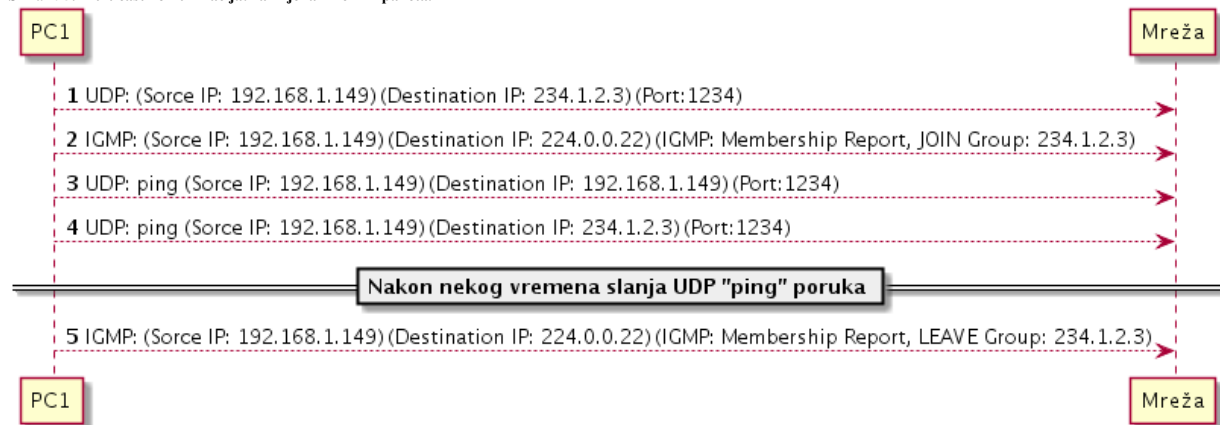 PC1
Mreža
1 UDP: (Sorce IP: 192.168.1.149)(Destination IP: 234.1.2.3)(Port:1234)
2 IGMP: (Sorce IP: 192.168.1.149)(Destination IP: 224.0.0.22)(IGMP: Membership Report, JOIN Group: 234.1.2.3)
3 UDP: ping (Sorce IP: 192.168.1.149)(Destination IP: 192.168.1.149)(Port:1234)
4 UDP: ping (Sorce IP: 192.168.1.149)(Destination IP: 234.1.2.3)(Port:1234)
Nakon nekog vremena slanja UDP "ping" poruka
5 IGMP: (Sorce IP: 192.168.1.149)(Destination IP: 224.0.0.22)(IGMP: Membership Report, LEAVE Group: 234.1.2.3)
PC1
Mreža